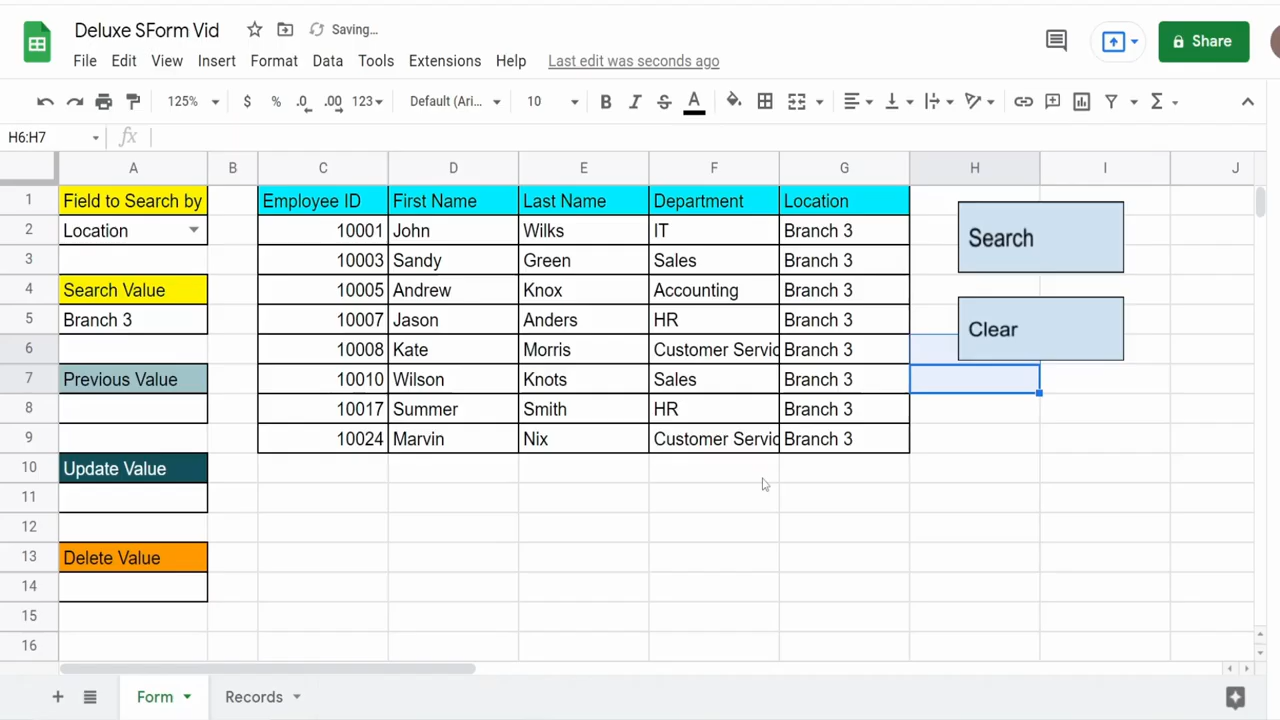 Deluxe SForm Vid Saving...
Share
File Edit View Insert Format Data Tools Extensions Help Last edit was seconds ago
125% $ % .0 .00 123 Default (Ari... 10 B I S A Σ
H6:H7 fx
A B C D E F G H I J
1 Field to Search by Employee ID First Name Last Name Department Location
2 Location 10001 John Wilks IT Branch 3 Search
3 10003 Sandy Green Sales Branch 3
4 Search Value 10005 Andrew Knox Accounting Branch 3
5 Branch 3 10007 Jason Anders HR Branch 3 Clear
6 10008 Kate Morris Customer Servic Branch 3
7 Previous Value 10010 Wilson Knots Sales Branch 3
8 10017 Summer Smith HR Branch 3
9 10024 Marvin Nix Customer Servic Branch 3
10 Update Value
11
12
13 Delete Value
14
15
16
+ Form Records